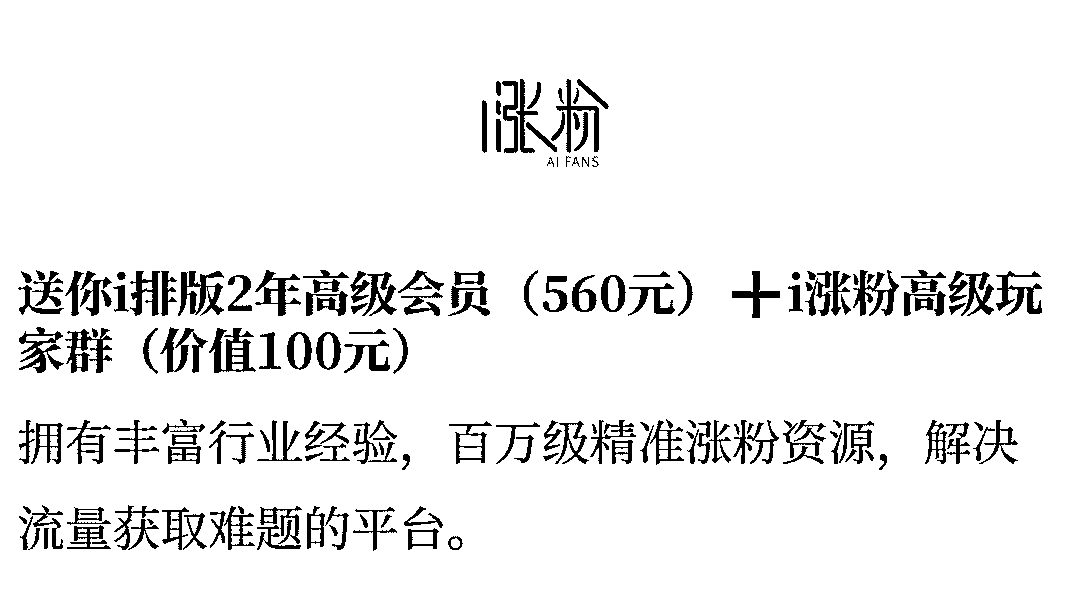 i涨粉
AI FANS
送你i排版2年高级会员（560元）＋i涨粉高级玩
家群（价值100元）
拥有丰富行业经验，百万级精准涨粉资源，解决
流量获取难题的平台。